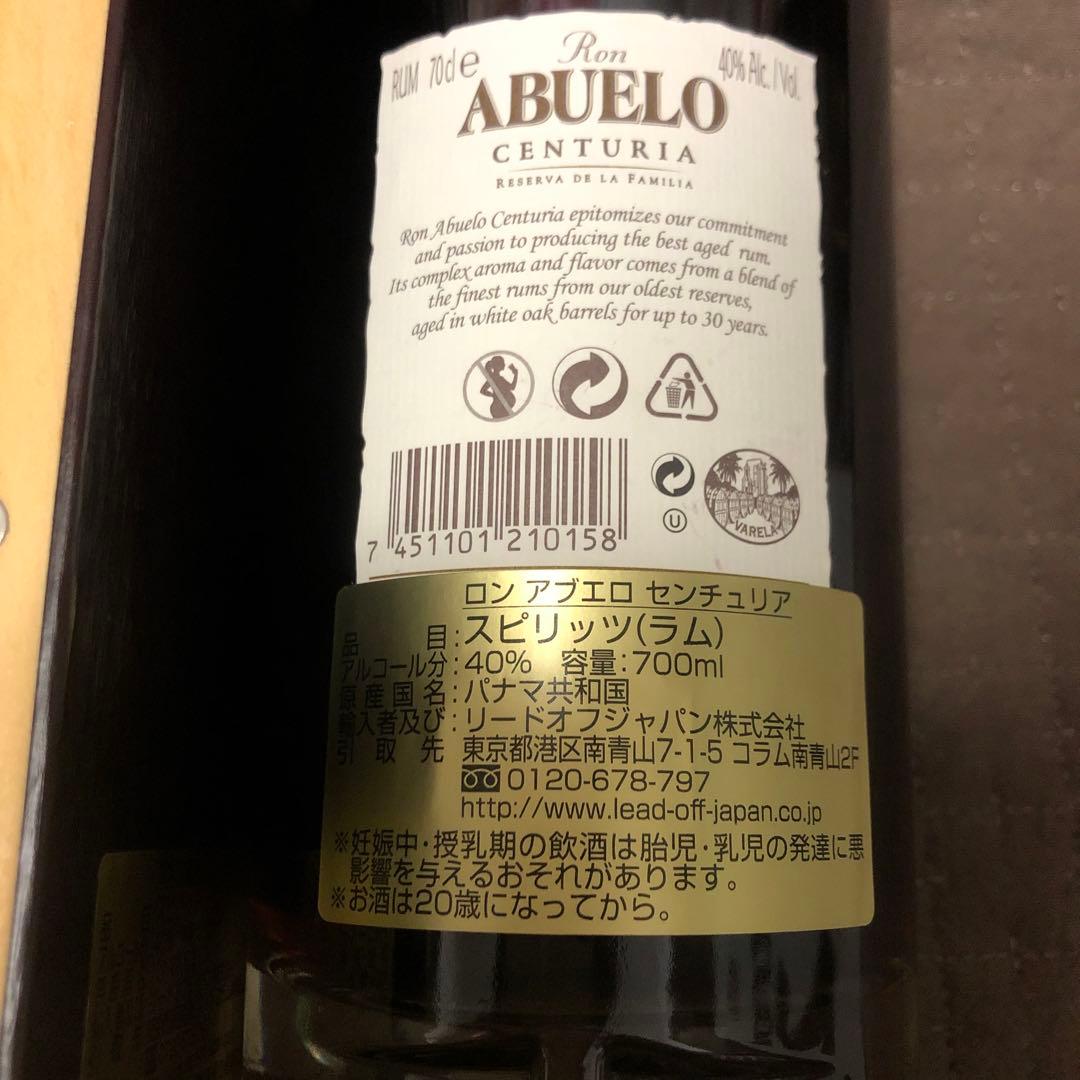 Ron
RUM 70cl e
40% Alc./Vol.
ABUELO
CENTURIA
RESERVA DE LA FAMILIA
Ron Abuelo Centuria epitomizes our commitment
and passion to producing the best aged rum.
Its complex aroma and flavor comes from a blend of
the finest rums from our oldest reserves,
aged in white oak barrels for up to 30 years.
7 451101 210158
U
VARELA
ロン アブエロ センチュリア
品目:スピリッツ(ラム)
アルコール分:40% 容量:700ml
原産国名:パナマ共和国
輸入者及び:リードオフジャパン株式会社
引取先 東京都港区南青山7-1-5 コラム南青山2F
0120-678-797
http://www.lead-off-japan.co.jp
※妊娠中・授乳期の飲酒は胎児・乳児の発達に悪
影響を与えるおそれがあります。
※お酒は20歳になってから。